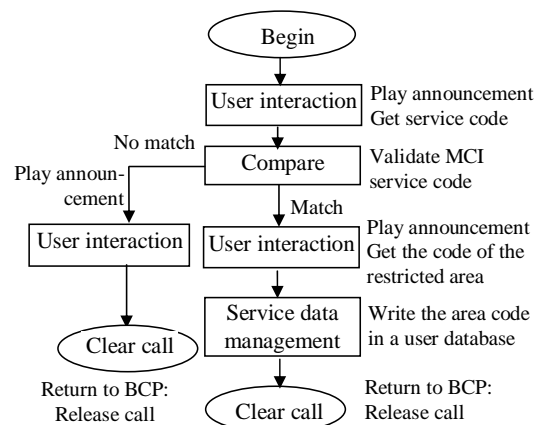 Begin
User interaction
Play announcement
Get service code
No match
Compare
Validate MCI
service code
Play announ-
cement
Match
User interaction
User interaction
Play announcement
Get the code of the
restricted area
Service data
management
Write the area code
in a user database
Clear call
Return to BCP:
Release call
Clear call
Return to BCP:
Release call